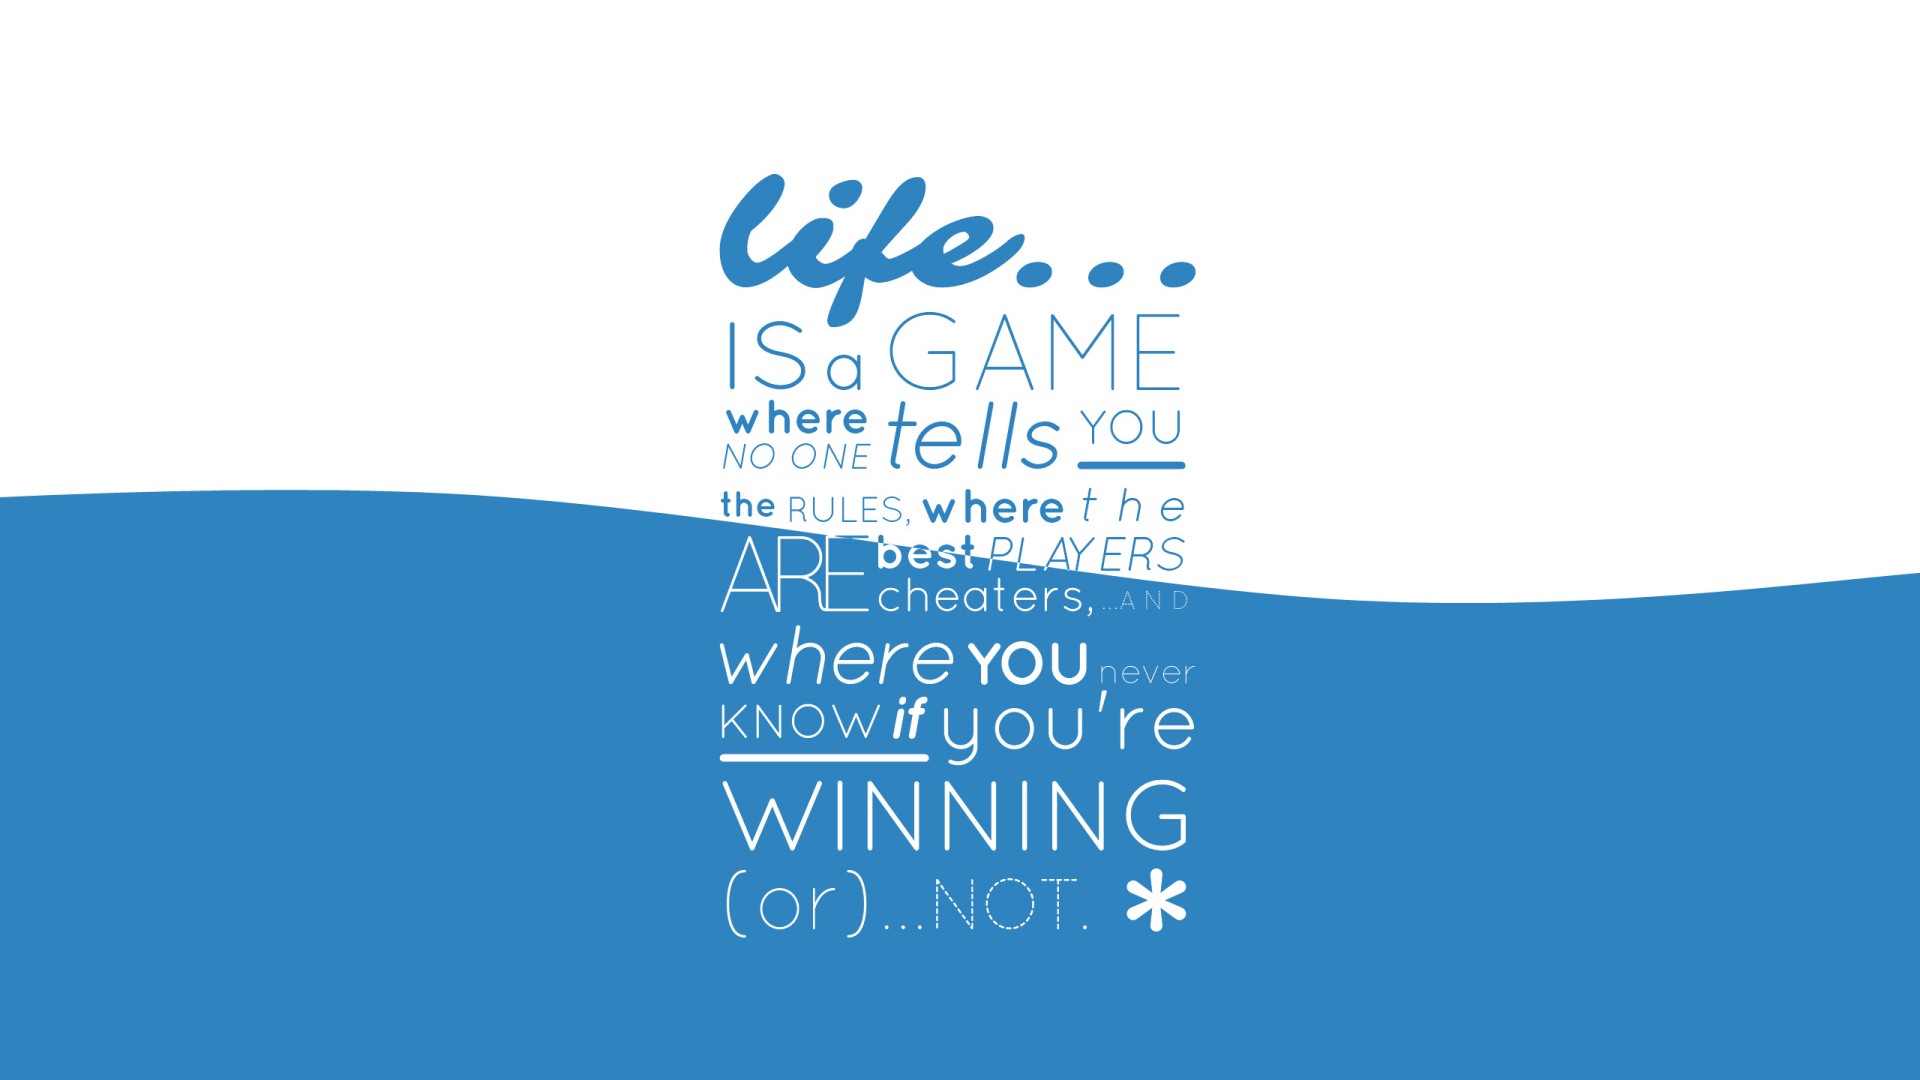 life...
IS a GAME
where NO ONE tells YOU
the RULES, where the
ARE best PLAYERS
cheaters, ...AND
where YOU never
KNOW if you're
WINNING
(or) ...NOT. *